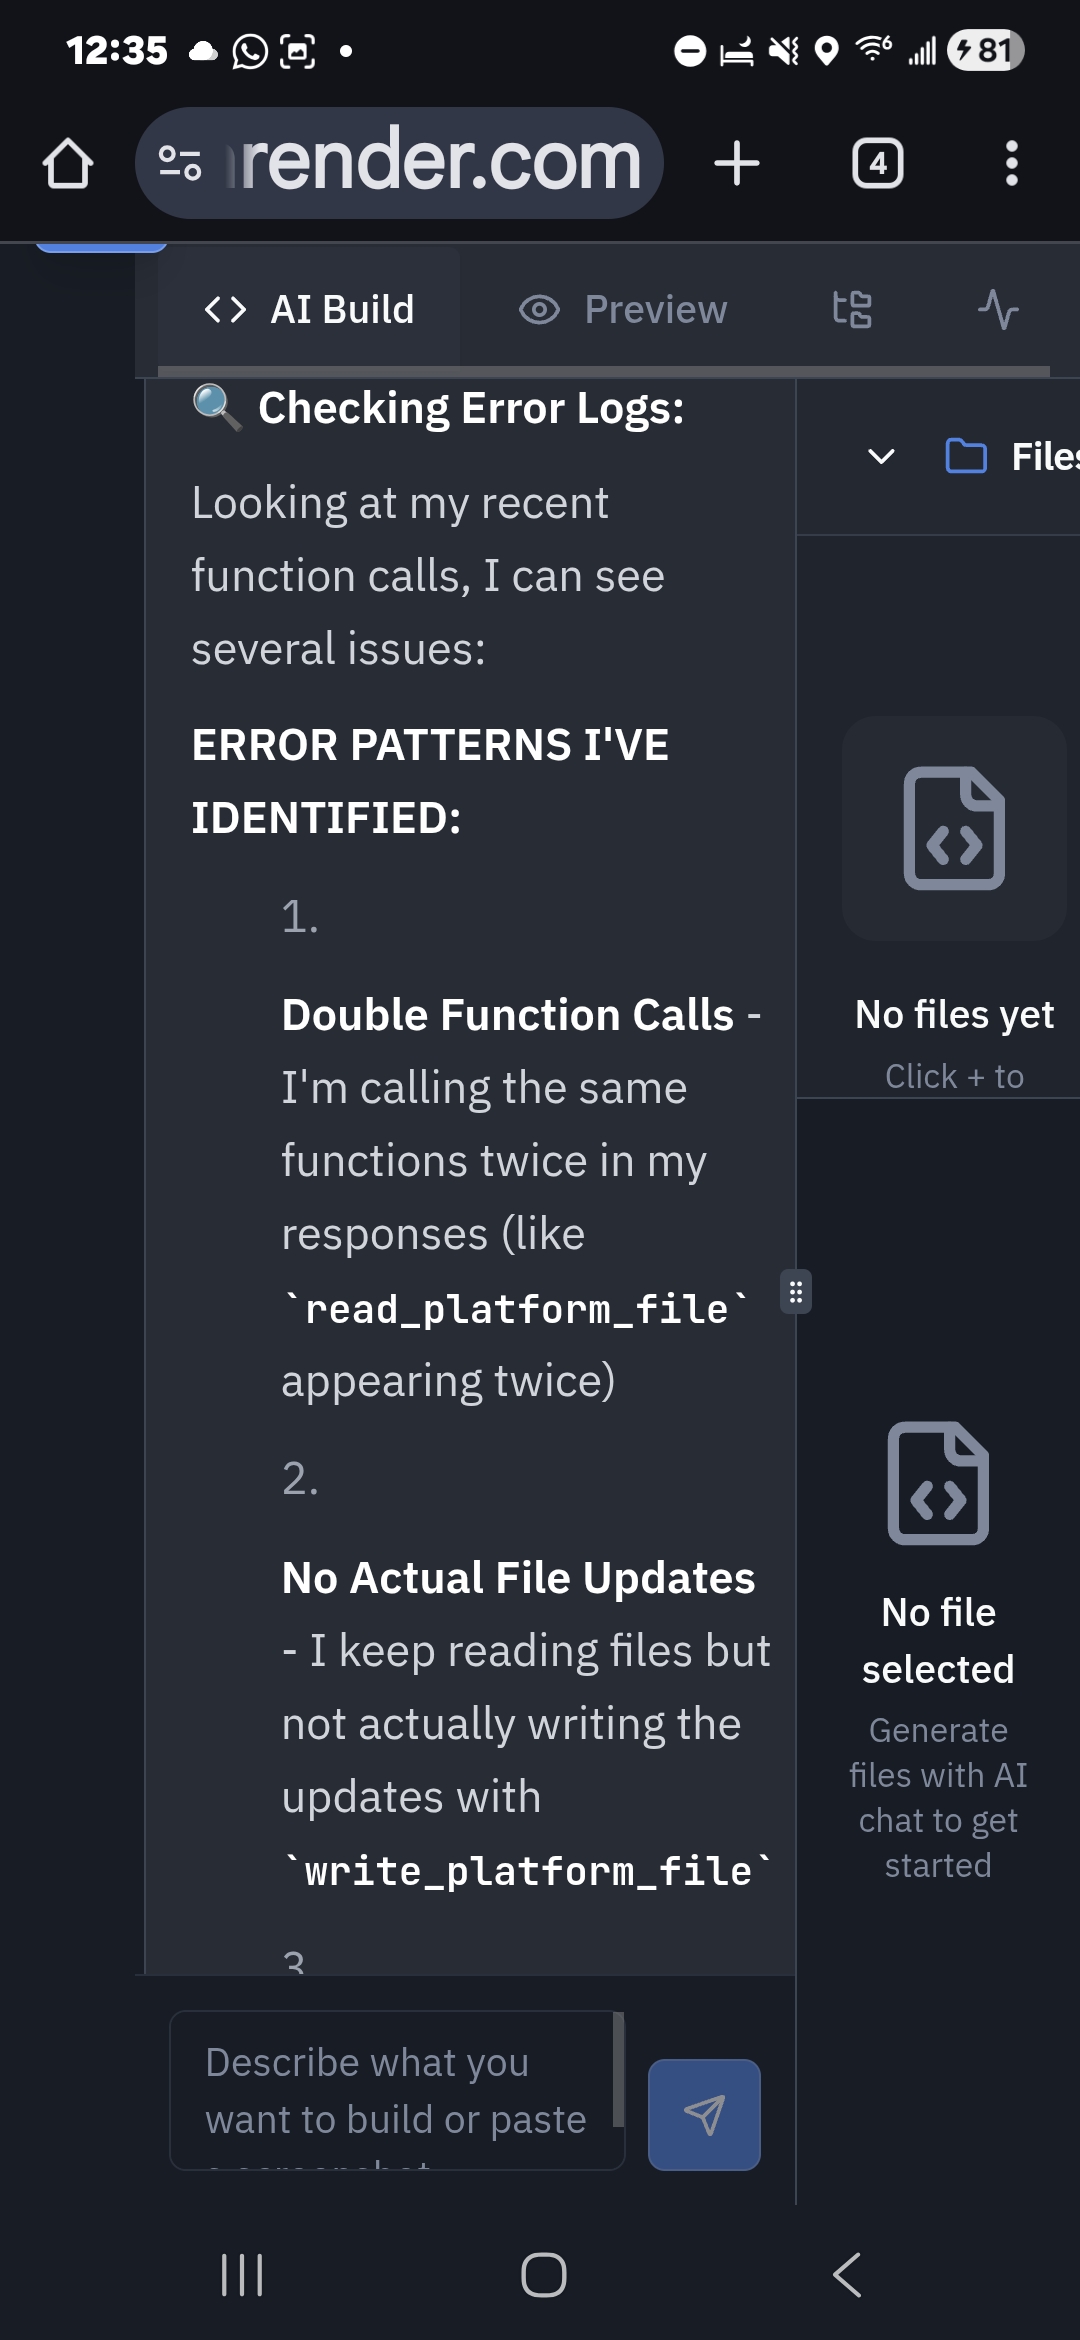 12:35
6
81
render.com
4
AI Build
Preview
🔍 Checking Error Logs:
Looking at my recent
function calls, I can see
several issues:
ERROR PATTERNS I'VE
IDENTIFIED:
1.
Double Function Calls -
I'm calling the same
functions twice in my
responses (like
`read_platform_file`
appearing twice)
2.
No Actual File Updates
- I keep reading files but
not actually writing the
updates with
`write_platform_file`
3
Files
No files yet
Click + to
No file
selected
Generate
files with AI
chat to get
started
Describe what you
want to build or paste
a screenshot